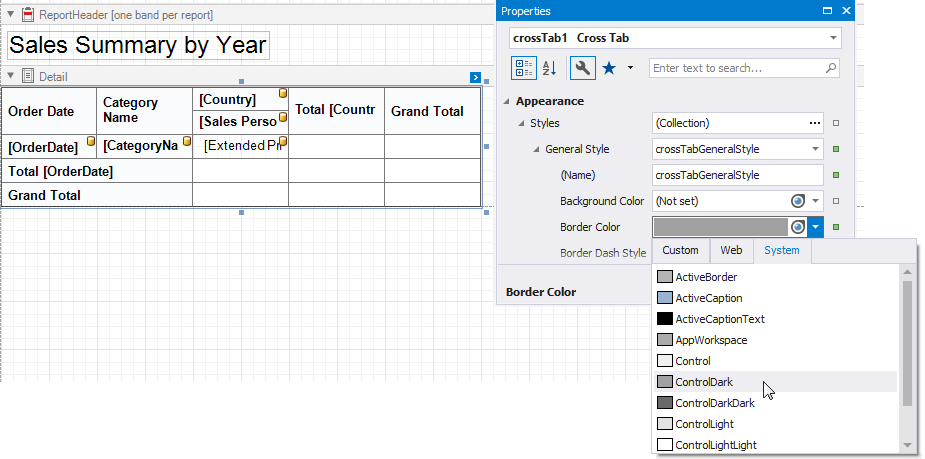 ReportHeader [one band per report]
Sales Summary by Year
Detail
Order Date
Category
Name
[Country]
[Sales Perso
Total [Countr
Grand Total
[OrderDate]
[CategoryNa
[Extended Pri
Total [OrderDate]
Grand Total
Properties
crossTab1 Cross Tab
Enter text to search...
Appearance
Styles (Collection)
General Style crossTabGeneralStyle
(Name) crossTabGeneralStyle
Background Color (Not set)
Border Color
Border Dash Style
Border Color
Custom Web System
ActiveBorder
ActiveCaption
ActiveCaptionText
AppWorkspace
Control
ControlDark
ControlDarkDark
ControlLight
ControlLightLight